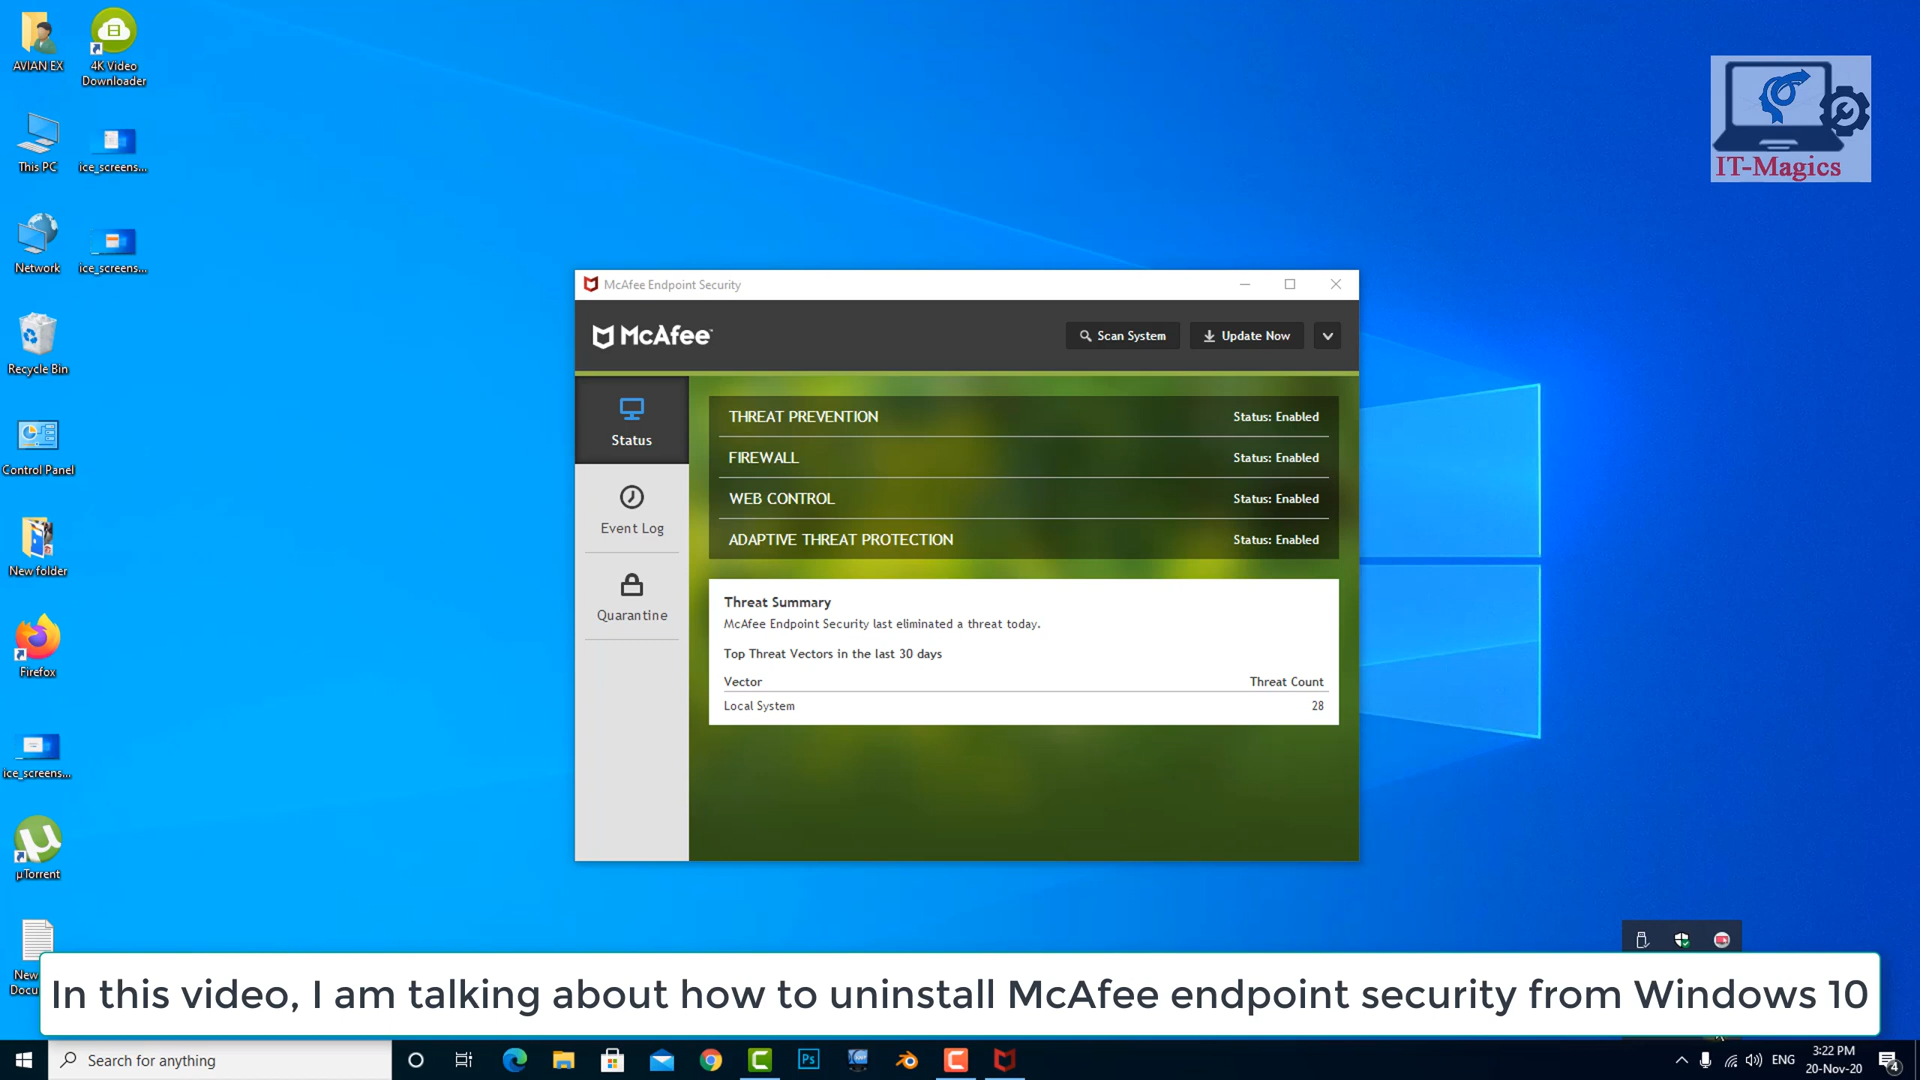 AVIAN EX
4K Video
Downloader
This PC
ice_screens...
Network
ice_screens...
Recycle Bin
Control Panel
New folder
Firefox
ice_screens...
µTorrent
New
Docu
IT-Magics
McAfee Endpoint Security
McAfee
Scan System
Update Now
Status
Event Log
Quarantine
THREAT PREVENTION Status: Enabled
FIREWALL Status: Enabled
WEB CONTROL Status: Enabled
ADAPTIVE THREAT PROTECTION Status: Enabled
Threat Summary
McAfee Endpoint Security last eliminated a threat today.
Top Threat Vectors in the last 30 days
Vector Threat Count
Local System 28
In this video, I am talking about how to uninstall McAfee endpoint security from Windows 10
Search for anything
Ps
ENG
3:22 PM
20-Nov-20
4